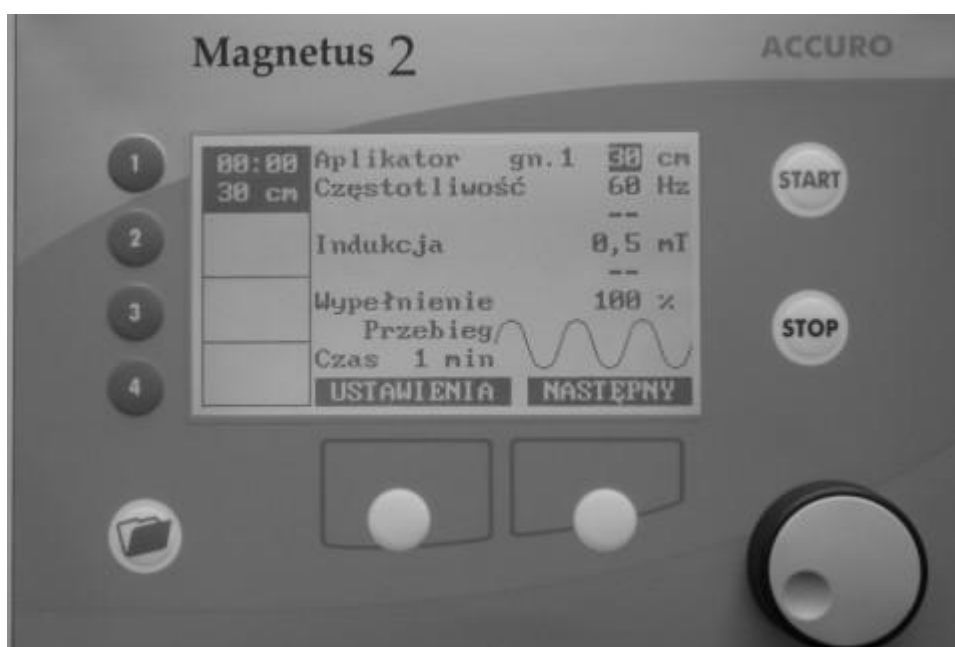 Magnetus 2
ACCURO
1
2
3
4
00:00
30 cm
Aplikator gn.1 30 cm
Częstotliwość 60 Hz
--
Indukcja 0,5 mT
--
Wypełnienie 100 %
Przebieg
Czas 1 min
USTAWIENIA NASTĘPNY
START
STOP